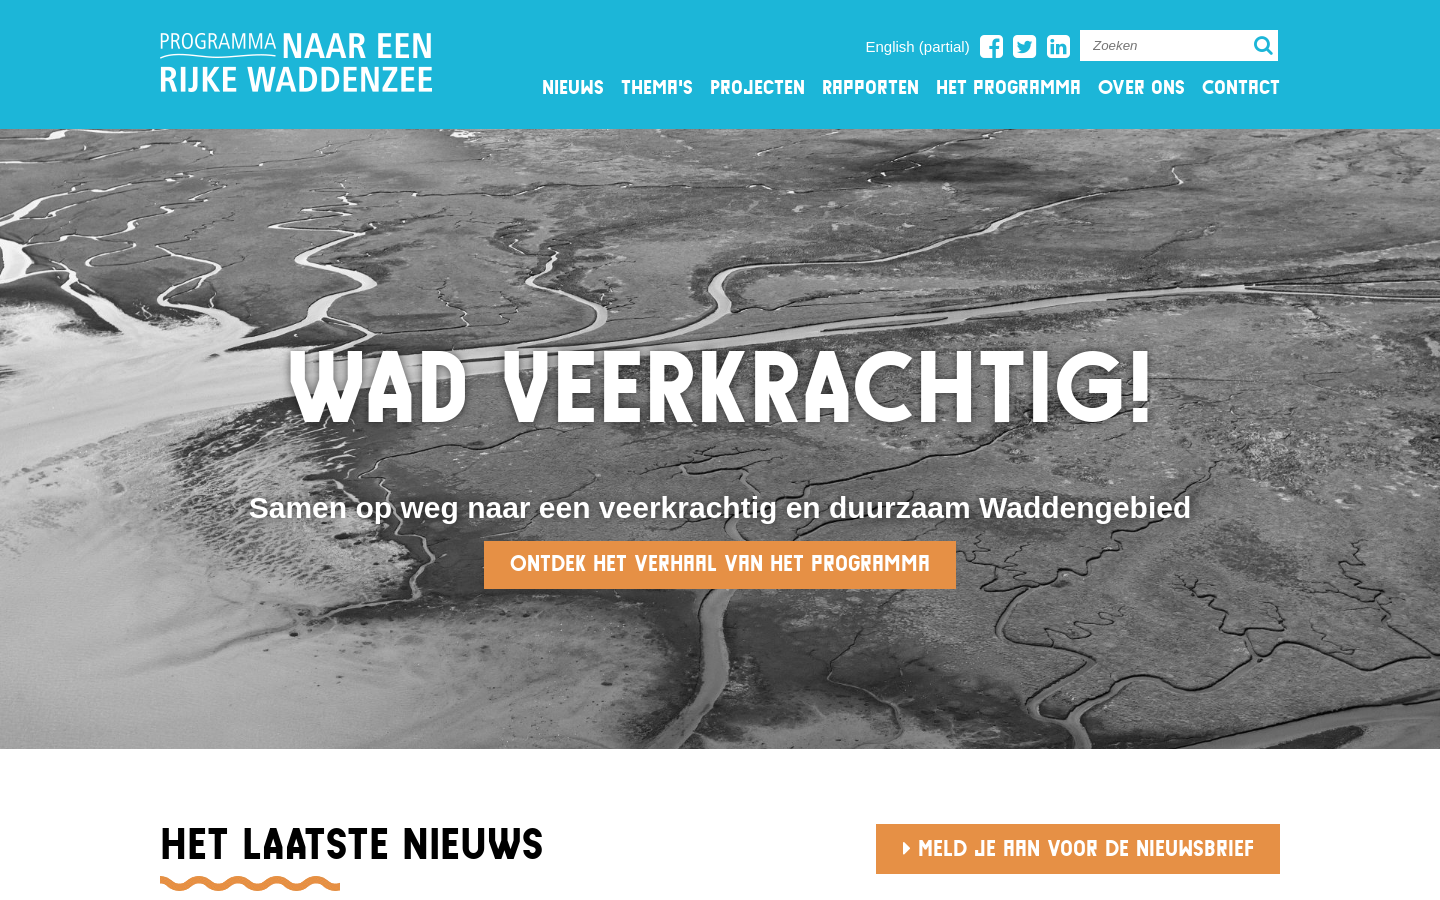 PROGRAMMA NAAR EEN
RIJKE WADDENZEE
English (partial)
Zoeken
NIEUWS THEMA'S PROJECTEN RAPPORTEN HET PROGRAMMA OVER ONS CONTACT
WAD VEERKRACHTIG!
Samen op weg naar een veerkrachtig en duurzaam Waddengebied
ONTDEK HET VERHAAL VAN HET PROGRAMMA
HET LAATSTE NIEUWS
MELD JE AAN VOOR DE NIEUWSBRIEF